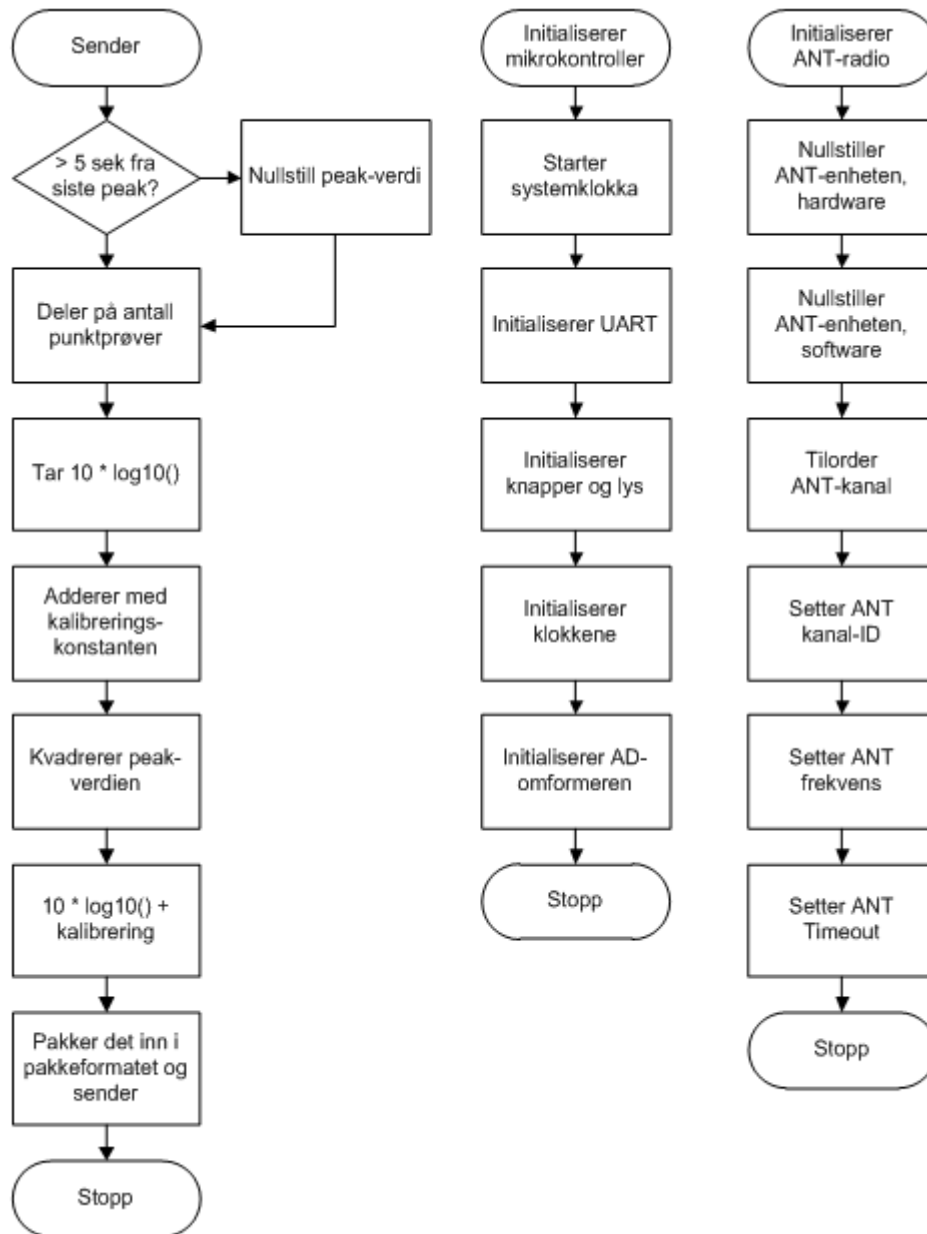 Sender
> 5 sek fra
siste peak?
Nullstill peak-verdi
Deler på antall
punktprøver
Tar 10 * log10()
Adderer med
kalibrerings-
konstanten
Kvadrerer peak-
verdien
10 * log10() +
kalibrering
Pakker det inn i
pakkeformatet og
sender
Stopp
Initialiserer
mikrokontroller
Starter
systemklokka
Initialiserer UART
Initialiserer
knapper og lys
Initialiserer
klokkene
Initialiserer AD-
omformeren
Stopp
Initialiserer
ANT-radio
Nullstiller
ANT-enheten,
hardware
Nullstiller
ANT-enheten,
software
Tilorder
ANT-kanal
Setter ANT
kanal-ID
Setter ANT
frekvens
Setter ANT
Timeout
Stopp